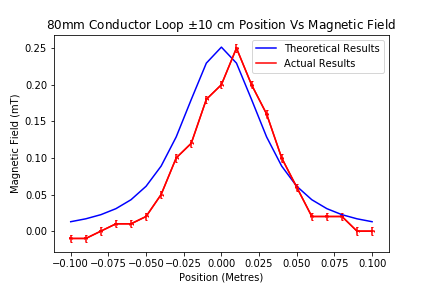 80mm Conductor Loop ±10 cm Position Vs Magnetic Field
Theoretical Results
Actual Results
Magnetic Field (mT)
0.25
0.20
0.15
0.10
0.05
0.00
−0.100 −0.075 −0.050 −0.025 0.000 0.025 0.050 0.075 0.100
Position (Metres)